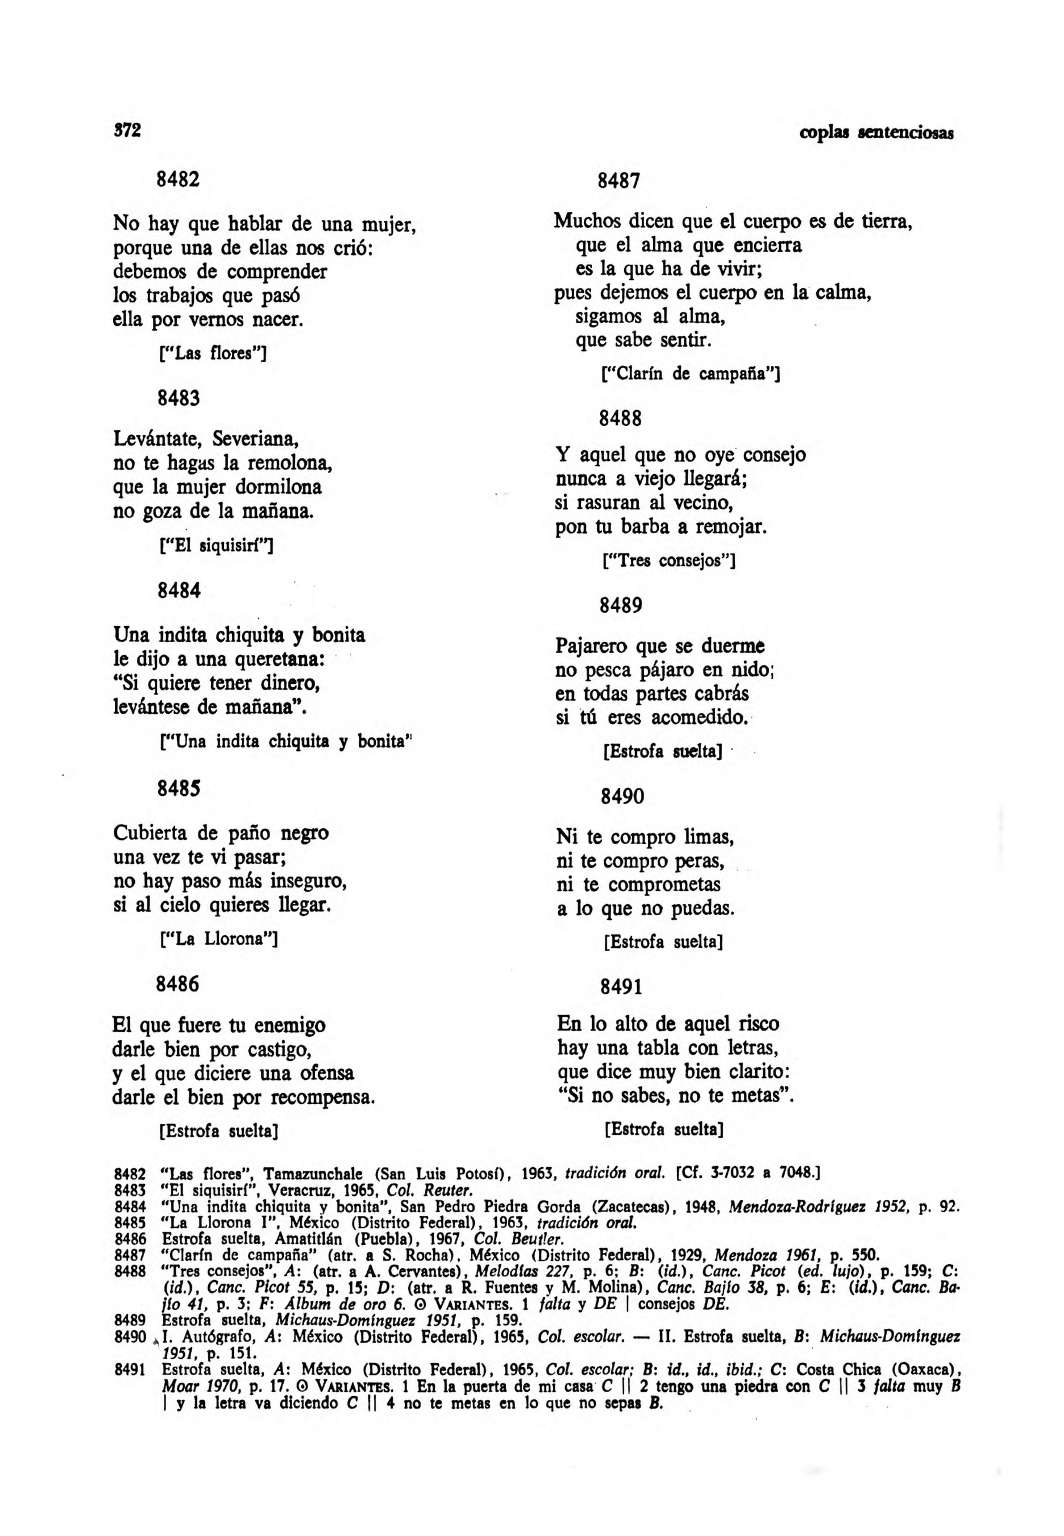 372
coplas sentenciosas
8482
No hay que hablar de una mujer,
porque una de ellas nos crió:
debemos de comprender
los trabajos que pasó
ella por vernos nacer.
["Las flores"]
8483
Levántate, Severiana,
no te hagas la remolona,
que la mujer dormilona
no goza de la mañana.
["El siquisirí"]
8484
Una indita chiquita y bonita
le dijo a una queretana:
“Si quiere tener dinero,
levántese de mañana”.
["Una indita chiquita y bonita"
8485
Cubierta de paño negro
una vez te vi pasar;
no hay paso más inseguro,
si al cielo quieres llegar.
["La Llorona"]
8486
El que fuere tu enemigo
darle bien por castigo,
y el que diciere una ofensa
darle el bien por recompensa.
[Estrofa suelta]
8487
Muchos dicen que el cuerpo es de tierra,
que el alma que encierra
es la que ha de vivir;
pues dejemos el cuerpo en la calma,
sigamos al alma,
que sabe sentir.
["Clarín de campaña"]
8488
Y aquel que no oye consejo
nunca a viejo llegará;
si rasuran al vecino,
pon tu barba a remojar.
["Tres consejos"]
8489
Pajarero que se duerme
no pesca pájaro en nido;
en todas partes cabrás
si tú eres acomedido.
[Estrofa suelta]
8490
Ni te compro limas,
ni te compro peras,
ni te comprometas
a lo que no puedas.
[Estrofa suelta]
8491
En lo alto de aquel risco
hay una tabla con letras,
que dice muy bien clarito:
“Si no sabes, no te metas”.
[Estrofa suelta]
8482 "Las flores", Tamazunchale (San Luis Potosí), 1963, tradición oral. [Cf. 3-7032 a 7048.]
8483 "El siquisirí", Veracruz, 1965, Col. Reuter.
8484 "Una indita chiquita y bonita", San Pedro Piedra Gorda (Zacatecas), 1948, Mendoza-Rodríguez 1952, p. 92.
8485 "La Llorona I", México (Distrito Federal), 1963, tradición oral.
8486 Estrofa suelta, Amatitlán (Puebla), 1967, Col. Beutler.
8487 "Clarín de campaña" (atr. a S. Rocha), México (Distrito Federal), 1929, Mendoza 1961, p. 550.
8488 "Tres consejos", A: (atr. a A. Cervantes), Melodías 227, p. 6; B: (id.), Canc. Picot (ed. lujo), p. 159; C:
(id.), Canc. Picot 55, p. 15; D: (atr. a R. Fuentes y M. Molina), Canc. Bajío 38, p. 6; E: (id.), Canc. Ba-
jío 41, p. 3; F: Album de oro 6. ⊙ VARIANTES. 1 falta y DE | consejos DE.
8489 Estrofa suelta, Michaus-Domínguez 1951, p. 159.
8490 I. Autógrafo, A: México (Distrito Federal), 1965, Col. escolar. — II. Estrofa suelta, B: Michaus-Domínguez
1951, p. 151.
8491 Estrofa suelta, A: México (Distrito Federal), 1965, Col. escolar; B: id., id., ibid.; C: Costa Chica (Oaxaca),
Moar 1970, p. 17. ⊙ VARIANTES. 1 En la puerta de mi casa C || 2 tengo una piedra con C || 3 falta muy B
| y la letra va diciendo C || 4 no te metas en lo que no sepas B.